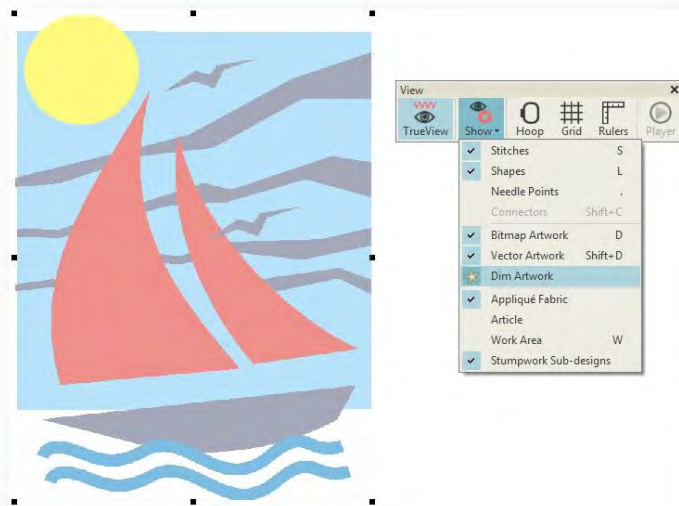 View
TrueView Show Hoop Grid Rulers Player
Stitches S
Shapes L
Needle Points .
Connectors Shift+C
Bitmap Artwork D
Vector Artwork Shift+D
Dim Artwork
Appliqué Fabric
Article
Work Area W
Stumpwork Sub-designs